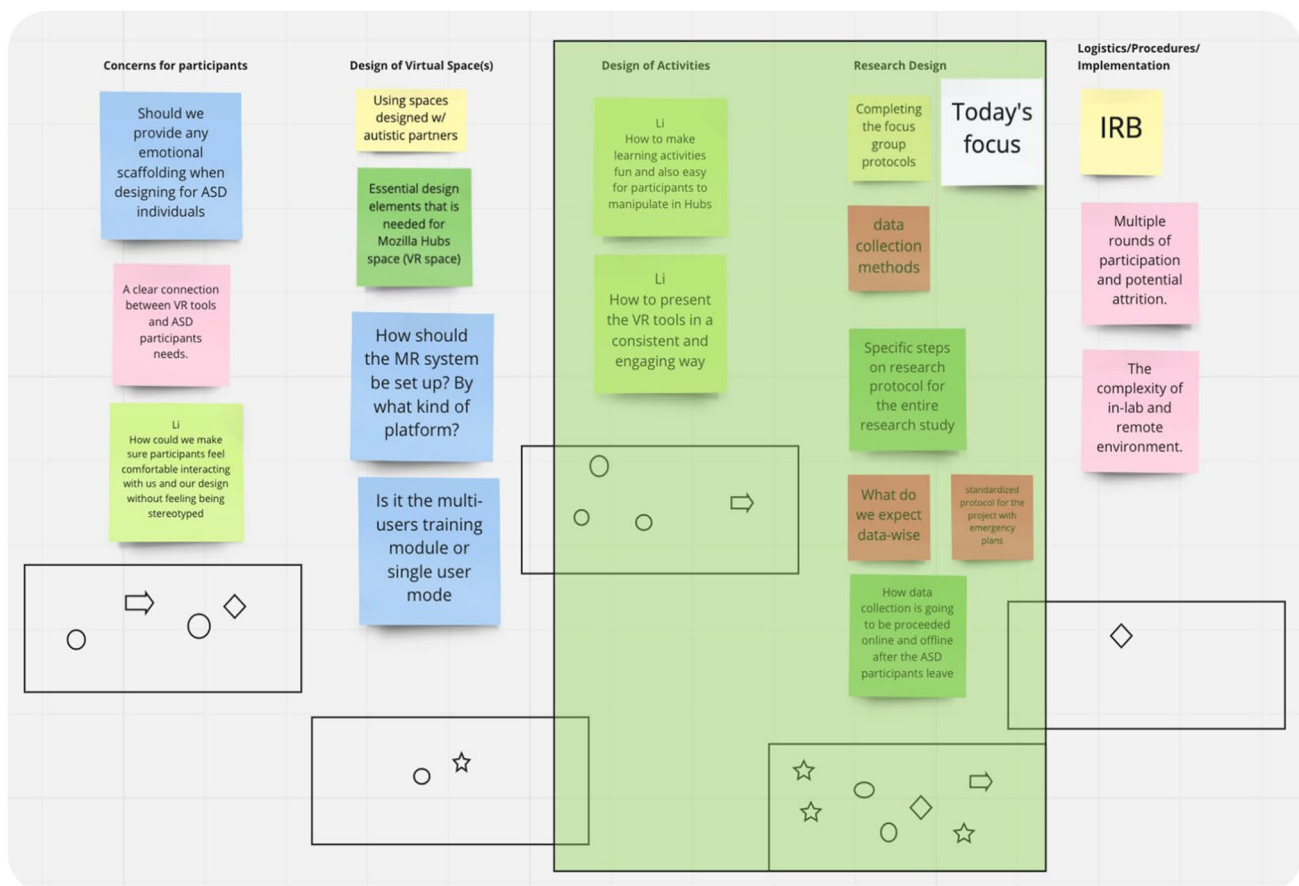 Concerns for participants
Should we
provide any
emotional
scaffolding when
designing for ASD
individuals
A clear connection
between VR tools
and ASD
participants
needs.
Li
How could we make
sure participants feel
comfortable interacting
with us and our design
without feeling being
stereotyped
Design of Virtual Space(s)
Using spaces
designed w/
autistic partners
Essential design
elements that is
needed for
Mozilla Hubs
space (VR space)
How should
the MR system
be set up? By
what kind of
platform?
Is it the multi-
users training
module or
single user
mode
Design of Activities
Li
How to make
learning activities
fun and also easy
for participants to
manipulate in Hubs
Li
How to present
the VR tools in a
consistent and
engaging way
Research Design
Completing
the focus
group
protocols
Today's
focus
data
collection
methods
Specific steps
on research
protocol for
the entire
research study
What do
we expect
data-wise
standardized
protocol for the
project with
emergency
plans
How data
collection is going
to be proceeded
online and offline
after the ASD
participants leave
Logistics/Procedures/
Implementation
IRB
Multiple
rounds of
participation
and potential
attrition.
The
complexity of
in-lab and
remote
environment.